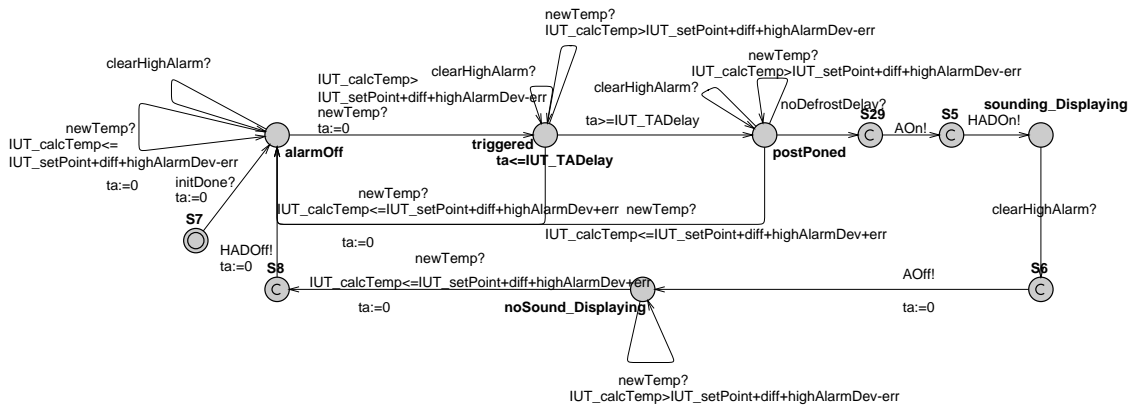 newTemp?
IUT_calcTemp>IUT_setPoint+diff+highAlarmDev-err
clearHighAlarm?
newTemp?
IUT_calcTemp<=
IUT_setPoint+diff+highAlarmDev-err
ta:=0
initDone?
ta:=0
S7
alarmOff
IUT_calcTemp>
IUT_setPoint+diff+highAlarmDev-err
newTemp?
ta:=0
clearHighAlarm?
triggered
ta<=IUT_TADelay
ta>=IUT_TADelay
clearHighAlarm?
newTemp?
IUT_calcTemp>IUT_setPoint+diff+highAlarmDev-err
postPoned
noDefrostDelay?
S29
C
AOn!
S5
C
HADOn!
sounding_Displaying
newTemp?
IUT_calcTemp<=IUT_setPoint+diff+highAlarmDev+err
ta:=0
newTemp?
IUT_calcTemp<=IUT_setPoint+diff+highAlarmDev+err
clearHighAlarm?
HADOff!
ta:=0
S8
C
newTemp?
IUT_calcTemp<=IUT_setPoint+diff+highAlarmDev+err
ta:=0
noSound_Displaying
AOff!
ta:=0
S6
C
newTemp?
IUT_calcTemp>IUT_setPoint+diff+highAlarmDev-err